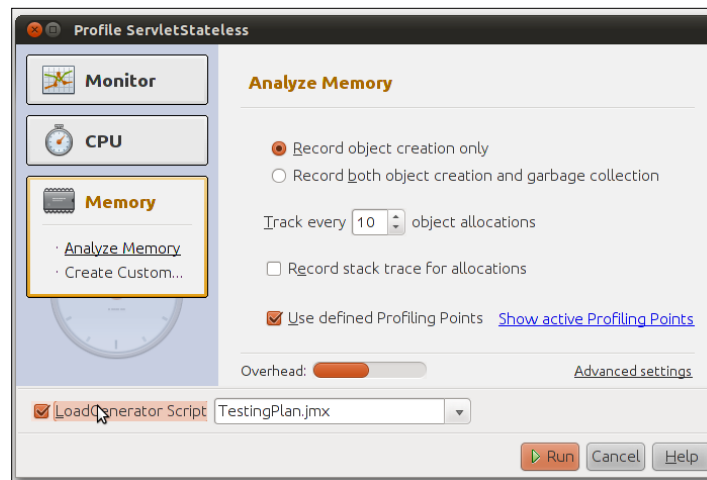 Profile ServletStateless
Monitor
CPU
Memory
· Analyze Memory
· Create Custom...
Analyze Memory
Record object creation only
Record both object creation and garbage collection
Track every 10 object allocations
Record stack trace for allocations
Use defined Profiling Points Show active Profiling Points
Overhead: Advanced settings
LoadGenerator Script TestingPlan.jmx
Run Cancel Help